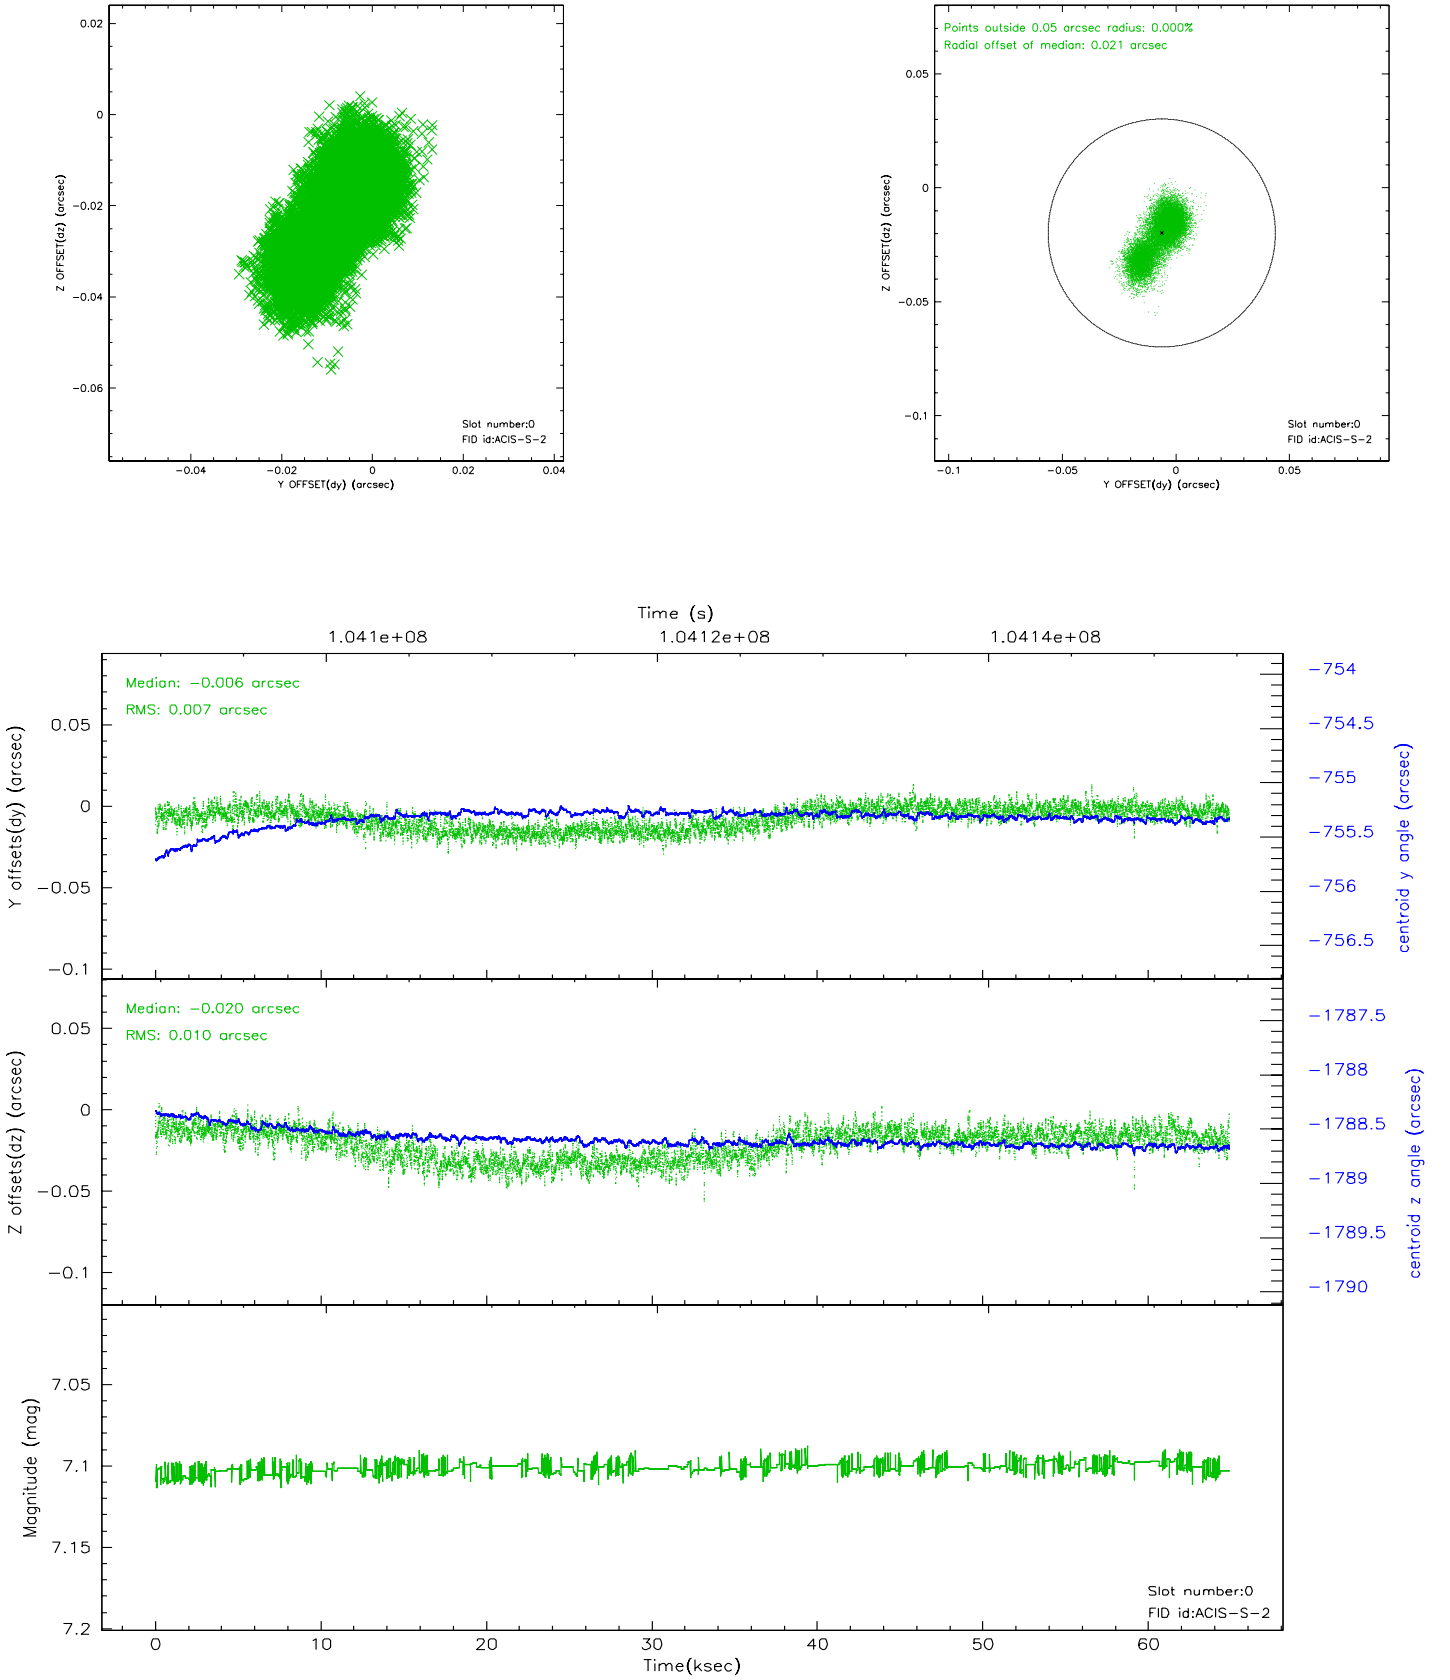 0.02
0
−0.02
−0.04
−0.06
Z OFFSET(dz) (arcsec)
Slot number:0
FID id:ACIS−S−2
−0.04 −0.02 0 0.02 0.04
Y OFFSET(dy) (arcsec)
Points outside 0.05 arcsec radius: 0.000%
Radial offset of median: 0.021 arcsec
0.05
0
−0.05
−0.1
Z OFFSET(dz) (arcsec)
Slot number:0
FID id:ACIS−S−2
−0.1 −0.05 0 0.05
Y OFFSET(dy) (arcsec)
Time (s)
1.041e+08 1.0412e+08 1.0414e+08
Median: −0.006 arcsec
RMS: 0.007 arcsec
0.05
0
−0.05
−0.1
Y offsets(dy) (arcsec)
−754
−754.5
−755
−755.5
−756
−756.5
centroid y angle (arcsec)
Median: −0.020 arcsec
RMS: 0.010 arcsec
0.05
0
−0.05
−0.1
Z offsets(dz) (arcsec)
−1787.5
−1788
−1788.5
−1789
−1789.5
−1790
centroid z angle (arcsec)
7.05
7.1
7.15
7.2
Magnitude (mag)
Slot number:0
FID id:ACIS−S−2
0 10 20 30 40 50 60
Time(ksec)